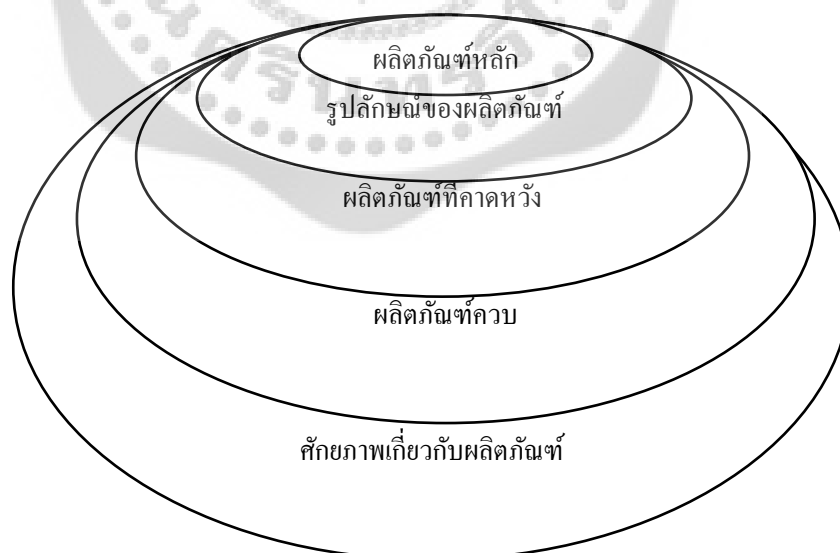 ผลิตภัณฑ์หลัก
รูปลักษณ์ของผลิตภัณฑ์
ผลิตภัณฑ์ที่คาดหวัง
ผลิตภัณฑ์ควบ
ศักยภาพเกี่ยวกับผลิตภัณฑ์